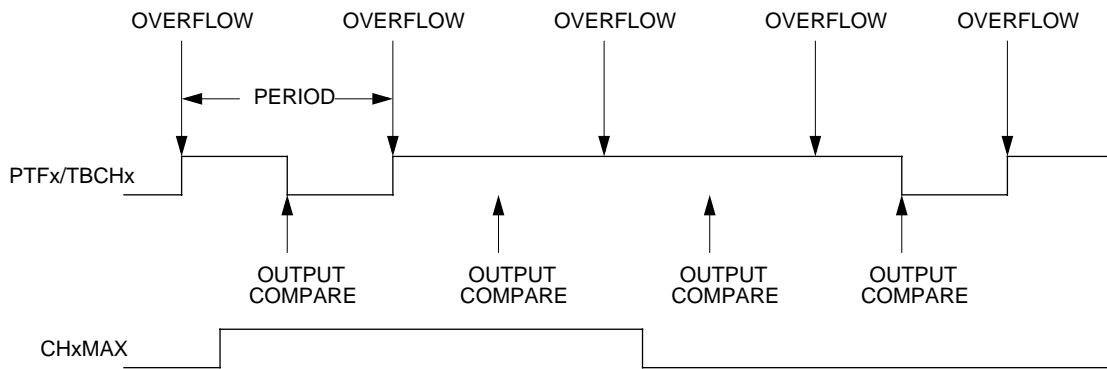 OVERFLOW
OVERFLOW
OVERFLOW
OVERFLOW
OVERFLOW
PERIOD
PTFx/TBCHx
OUTPUT
COMPARE
OUTPUT
COMPARE
OUTPUT
COMPARE
OUTPUT
COMPARE
CHxMAX